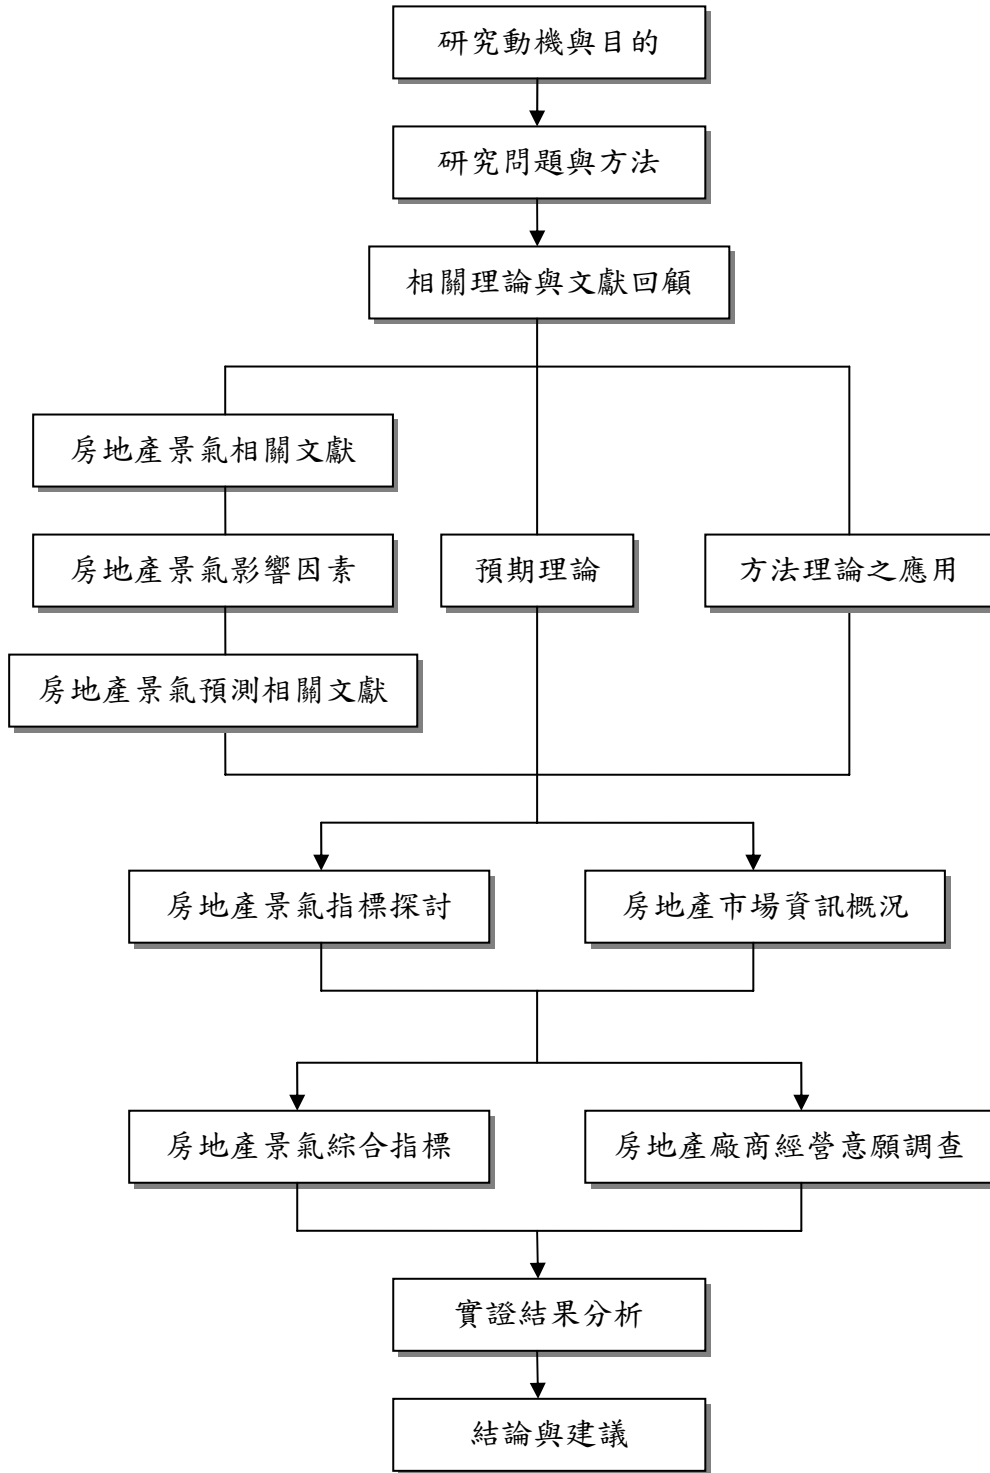 研究動機與目的
研究問題與方法
相關理論與文獻回顧
房地產景氣相關文獻
房地產景氣影響因素
預期理論
方法理論之應用
房地產景氣預測相關文獻
房地產景氣指標探討
房地產市場資訊概況
房地產景氣綜合指標
房地產廠商經營意願調查
實證結果分析
結論與建議